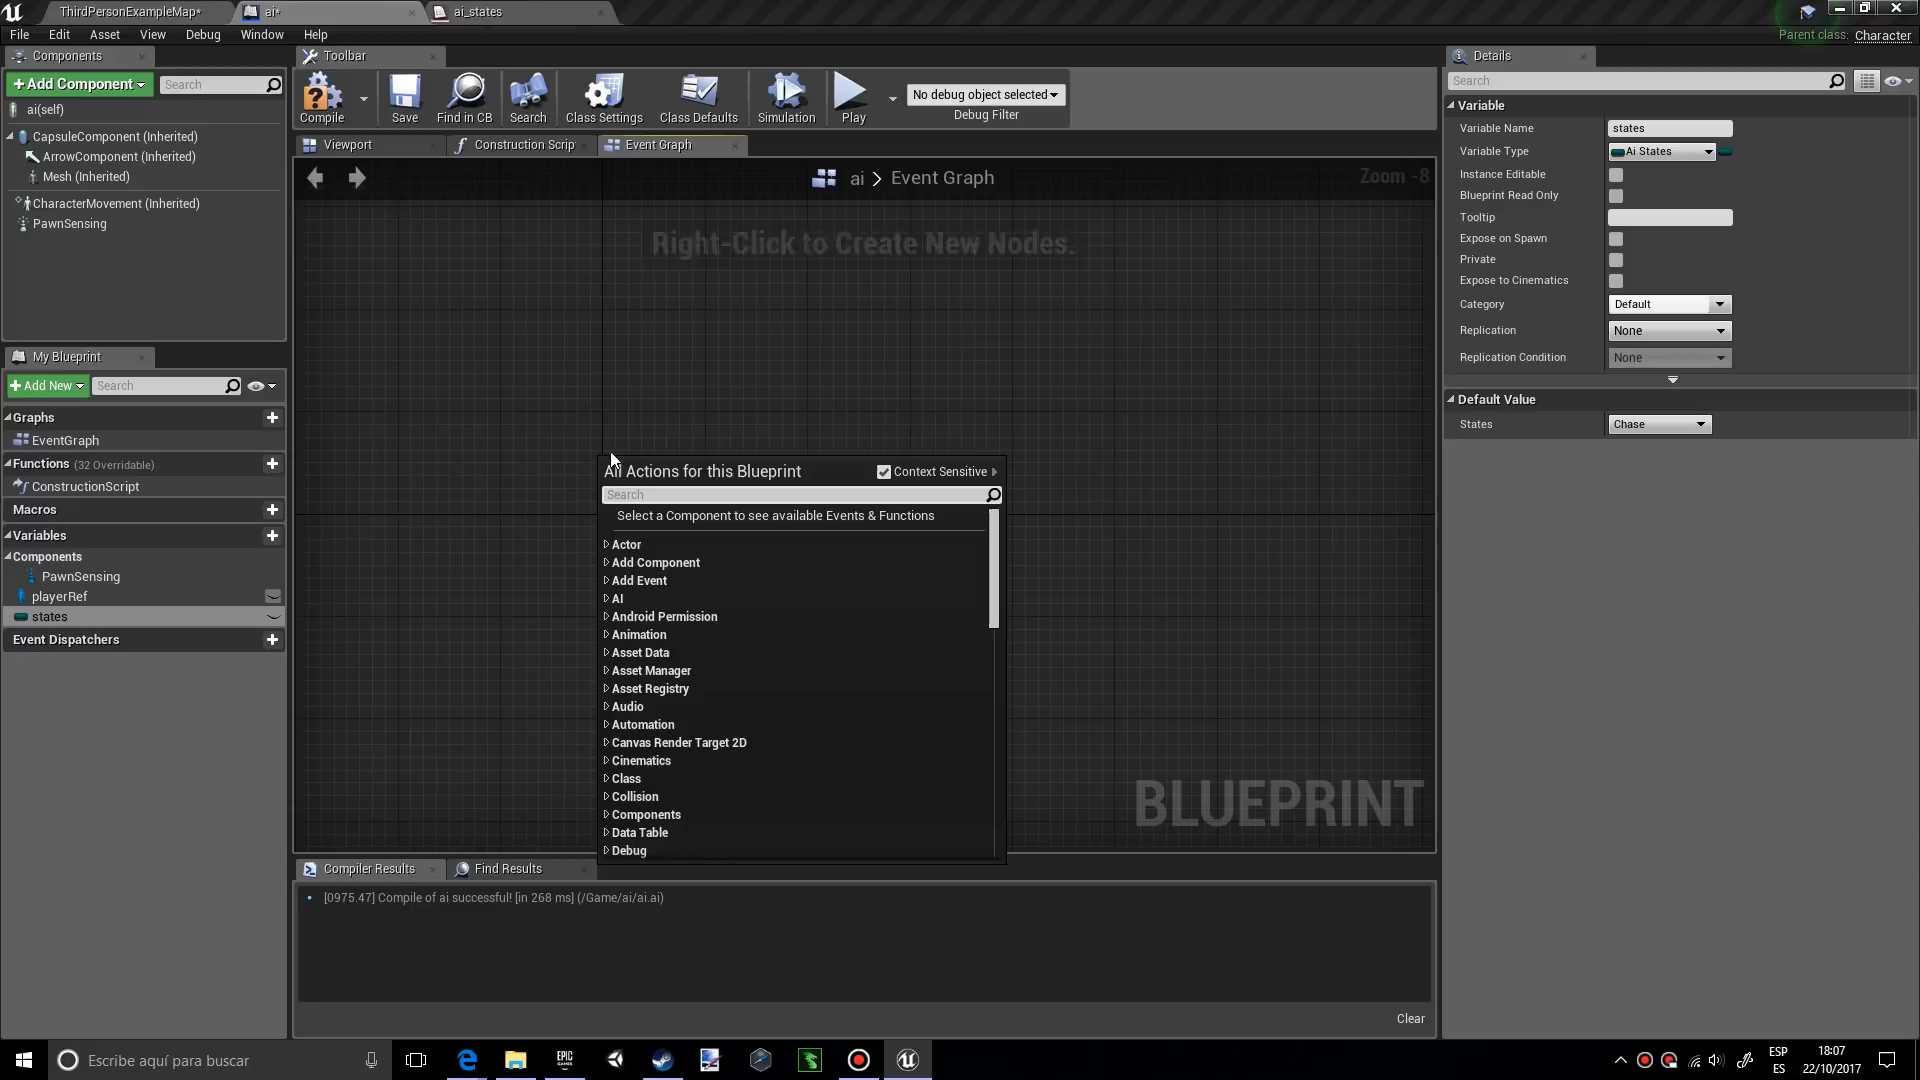 ThirdPersonExampleMap*
ai*
ai_states
File Edit Asset View Debug Window Help
Parent class: Character
Components
Toolbar
Details
+Add Component
Search
Compile
Save
Find in CB
Search
Class Settings
Class Defaults
Simulation
Play
No debug object selected
Debug Filter
Search
ai(self)
CapsuleComponent (Inherited)
ArrowComponent (Inherited)
Mesh (Inherited)
CharacterMovement (Inherited)
PawnSensing
Viewport
Construction Scrip
Event Graph
ai > Event Graph
Zoom -8
Right-Click to Create New Nodes.
Variable
Variable Name
states
Variable Type
Ai States
Instance Editable
Blueprint Read Only
Tooltip
Expose on Spawn
Private
Expose to Cinematics
Category
Default
Replication
None
Replication Condition
None
Default Value
States
Chase
My Blueprint
+Add New
Search
Graphs
EventGraph
Functions (32 Overridable)
ConstructionScript
Macros
Variables
Components
PawnSensing
playerRef
states
Event Dispatchers
All Actions for this Blueprint
Context Sensitive
Search
Select a Component to see available Events & Functions
Actor
Add Component
Add Event
AI
Android Permission
Animation
Asset Data
Asset Manager
Asset Registry
Audio
Automation
Canvas Render Target 2D
Cinematics
Class
Collision
Components
Data Table
Debug
BLUEPRINT
Compiler Results
Find Results
[0975.47] Compile of ai successful! [in 268 ms] (/Game/ai/ai.ai)
Clear
Escribe aquí para buscar
EPIC
GAMES
ESP
ES
18:07
22/10/2017